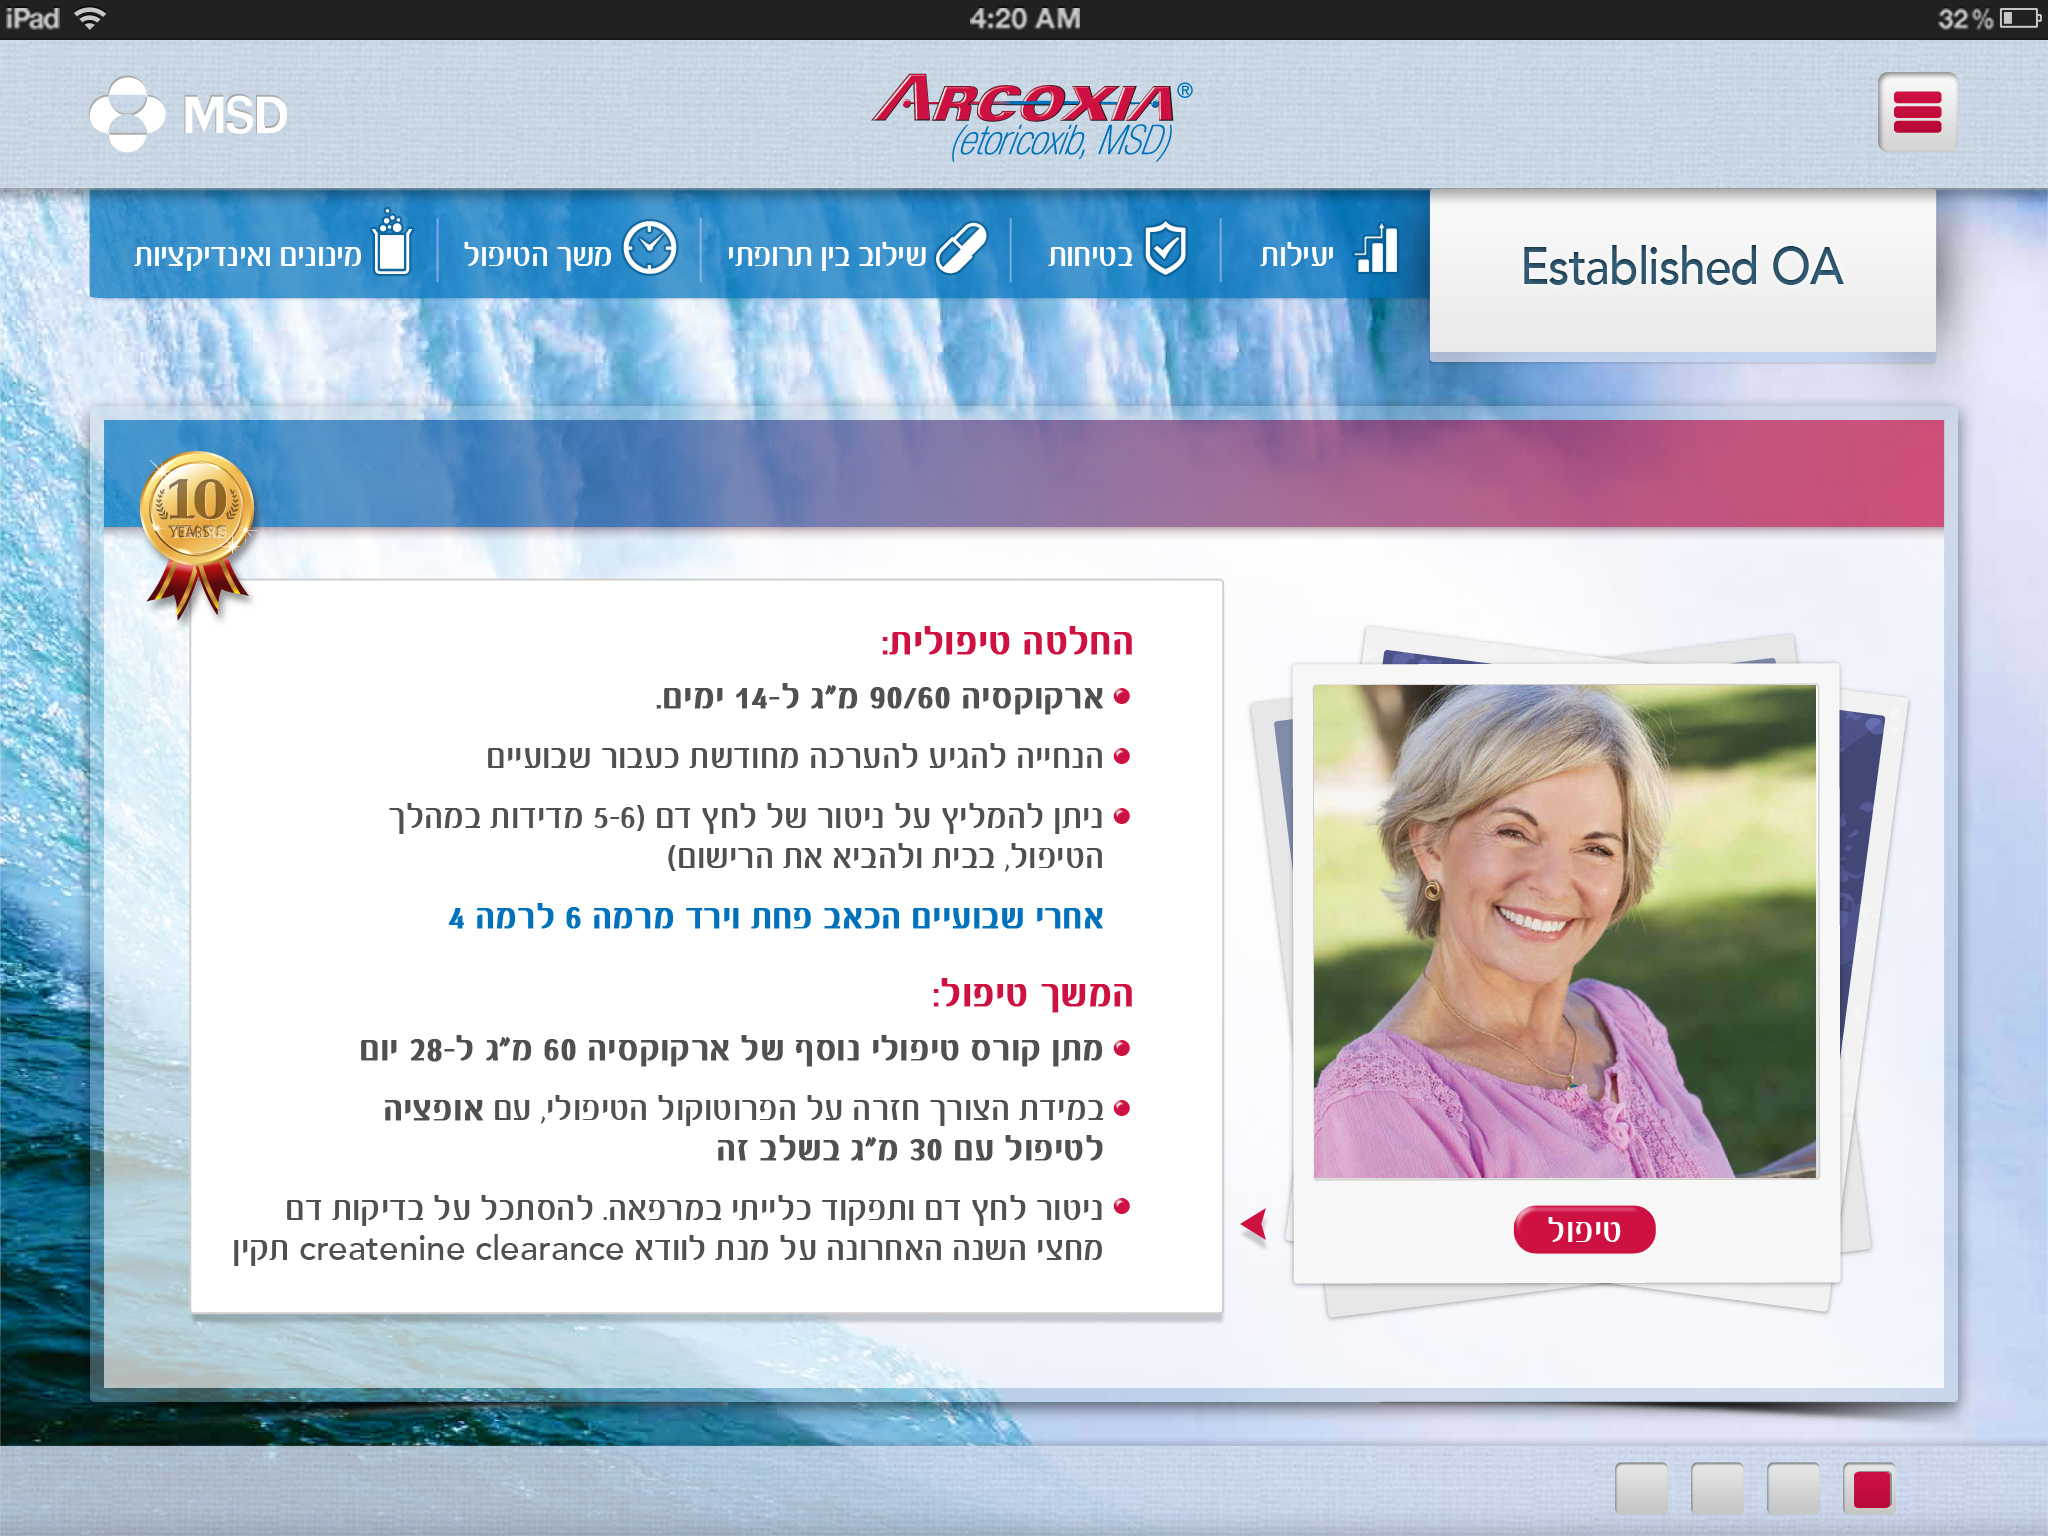 iPad
4:20 AM
32 %
MSD
ARCOXIA®
(etoricoxib, MSD)
Established OA
יעילות
בטיחות
שילוב בין תרופתי
משך הטיפול
מינונים ואינדיקציות
10
YEARS
החלטה טיפולית:
ארקוקסיה 90/60 מ"ג ל-14 ימים.
הנחייה להגיע להערכה מחודשת כעבור שבועיים
ניתן להמליץ על ניטור של לחץ דם (5-6 מדידות במהלך
הטיפול, בבית ולהביא את הרישום)
אחרי שבועיים הכאב פחת וירד מרמה 6 לרמה 4
המשך טיפול:
מתן קורס טיפולי נוסף של ארקוקסיה 60 מ"ג ל-28 יום
במידת הצורך חזרה על הפרוטוקול הטיפולי, עם אופציה
לטיפול עם 30 מ"ג בשלב זה
ניטור לחץ דם ותפקוד כלייתי במרפאה. להסתכל על בדיקות דם
מחצי השנה האחרונה על מנת לוודא createnine clearance תקין
טיפול